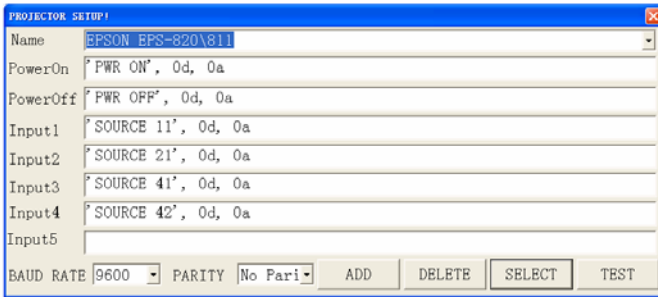 PROJECTOR SETUP!
Name EPSON EPS-820\811
PowerOn 'PWR ON', 0d, 0a
PowerOff 'PWR OFF', 0d, 0a
Input1 'SOURCE 11', 0d, 0a
Input2 'SOURCE 21', 0d, 0a
Input3 'SOURCE 41', 0d, 0a
Input4 'SOURCE 42', 0d, 0a
Input5
BAUD RATE 9600 PARITY No Pari ADD DELETE SELECT TEST